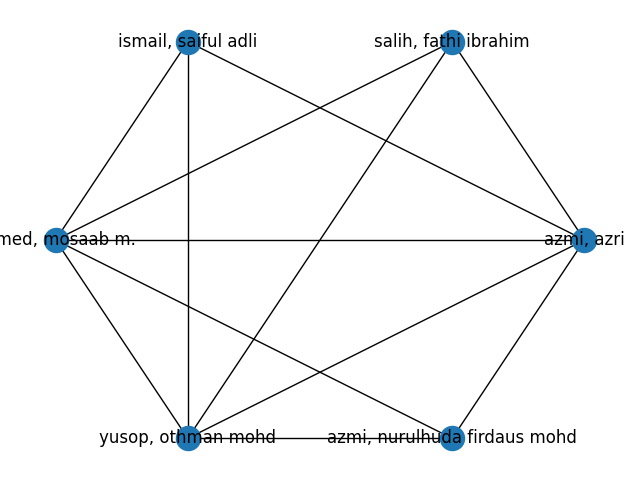 ismail, saiful adli
salih, fathi ibrahim
med, mosaab m.
azmi, azri
yusop, othman mohd
azmi, nurulhuda firdaus mohd